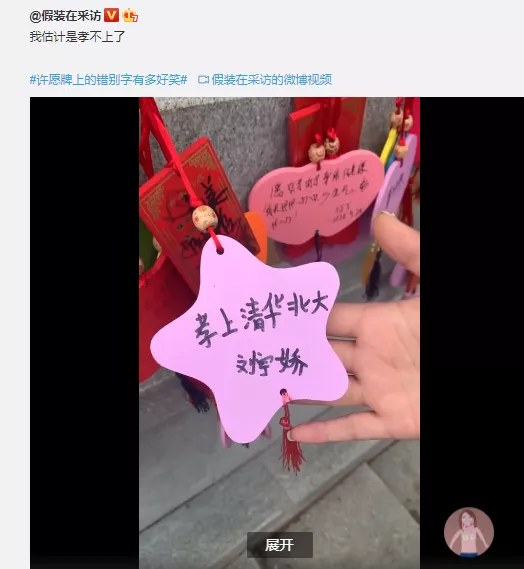 @假装在采访
我估计是孝不上了
#许愿牌上的错别字有多好笑# 假装在采访的微博视频
孝上清华北大
刘宁娇
展开